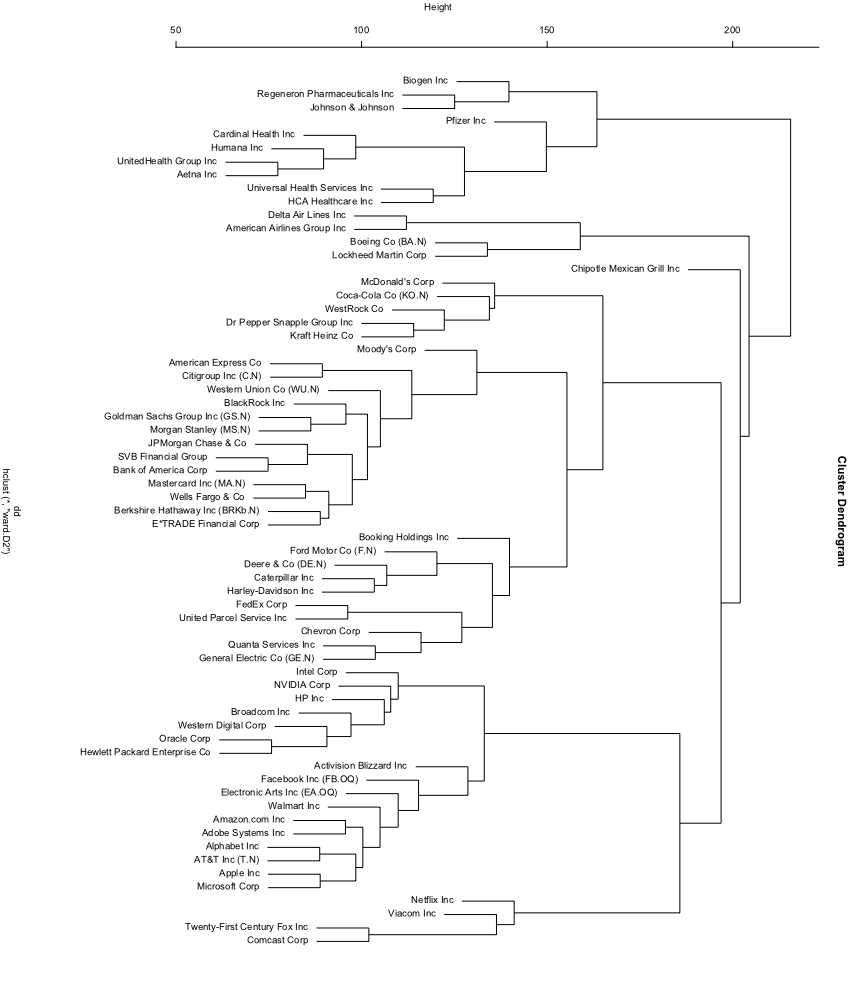 Height
50 100 150 200
Biogen Inc
Regeneron Pharmaceuticals Inc
Johnson & Johnson
Pfizer Inc
Cardinal Health Inc
Humana Inc
UnitedHealth Group Inc
Aetna Inc
Universal Health Services Inc
HCA Healthcare Inc
Delta Air Lines Inc
American Airlines Group Inc
Boeing Co (BA.N)
Lockheed Martin Corp
Chipotle Mexican Grill Inc
McDonald's Corp
Coca-Cola Co (KO.N)
WestRock Co
Dr Pepper Snapple Group Inc
Kraft Heinz Co
Moody's Corp
American Express Co
Citigroup Inc (C.N)
Western Union Co (WU.N)
BlackRock Inc
Goldman Sachs Group Inc (GS.N)
Morgan Stanley (MS.N)
JPMorgan Chase & Co
SVB Financial Group
Bank of America Corp
Mastercard Inc (MA.N)
Wells Fargo & Co
Berkshire Hathaway Inc (BRKb.N)
E*TRADE Financial Corp
Booking Holdings Inc
Ford Motor Co (F.N)
Deere & Co (DE.N)
Caterpillar Inc
Harley-Davidson Inc
FedEx Corp
United Parcel Service Inc
Chevron Corp
Quanta Services Inc
General Electric Co (GE.N)
Intel Corp
NVIDIA Corp
HP Inc
Broadcom Inc
Western Digital Corp
Oracle Corp
Hewlett Packard Enterprise Co
Activision Blizzard Inc
Facebook Inc (FB.OQ)
Electronic Arts Inc (EA.OQ)
Walmart Inc
Amazon.com Inc
Adobe Systems Inc
Alphabet Inc
AT&T Inc (T.N)
Apple Inc
Microsoft Corp
Netflix Inc
Viacom Inc
Twenty-First Century Fox Inc
Comcast Corp
Cluster Dendrogram
dd
hclust (*, "ward.D2")